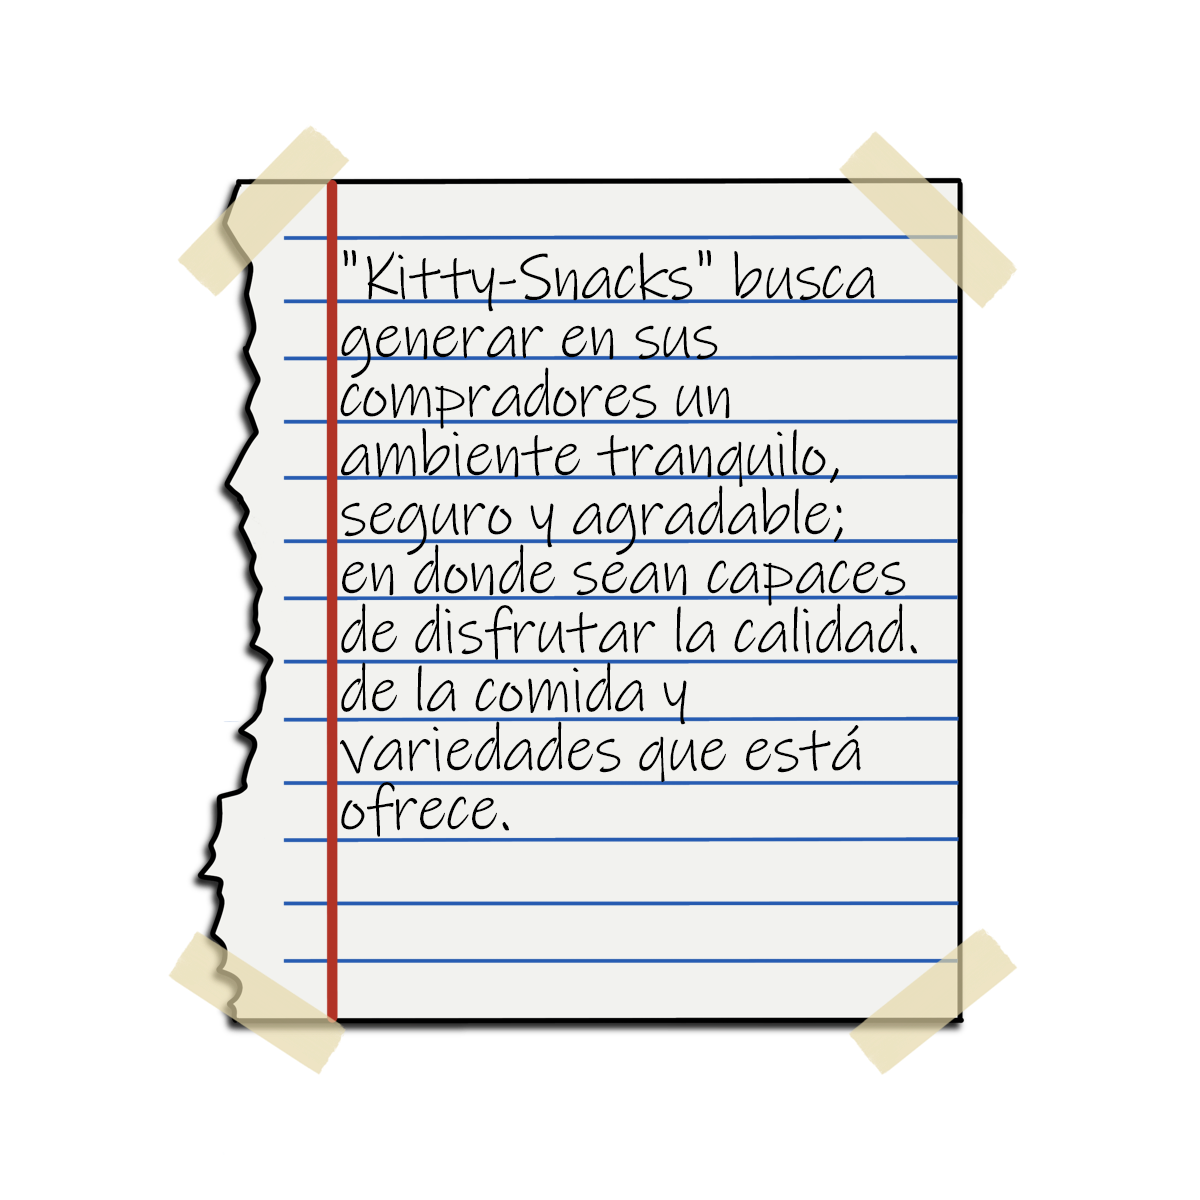 "Kitty-Snacks" busca
generar en sus
compradores un
ambiente tranquilo,
seguro y agradable;
en donde sean capaces
de disfrutar la calidad.
de la comida y
variedades que está
ofrece.